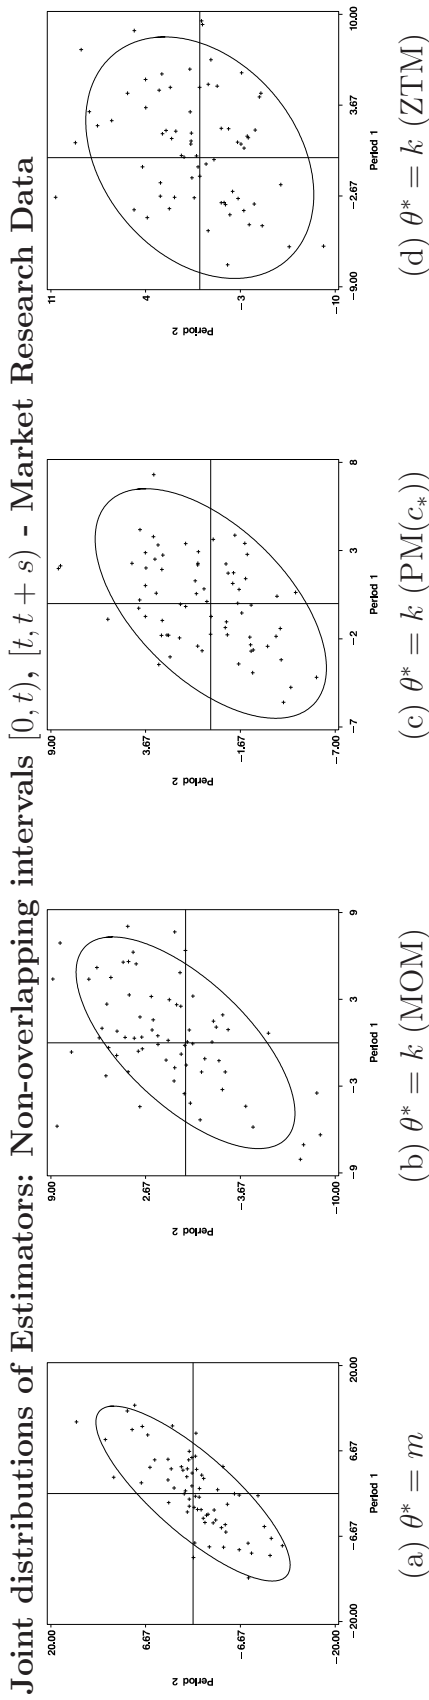 Joint distributions of Estimators: Non-overlapping intervals [0, t), [t, t + s) - Market Research Data
20.00
6.67
−6.67
−20.00
Period 2
−20.00
−6.67
6.67
20.00
Period 1
(a) θ* = m
9.00
2.67
−3.67
−10.00
Period 2
−9
−3
3
9
Period 1
(b) θ* = k (MOM)
9.00
3.67
−1.67
−7.00
Period 2
−7
−2
3
8
Period 1
(c) θ* = k (PM(c*))
11
4
−3
−10
Period 2
−9.00
−2.67
3.67
10.00
Period 1
(d) θ* = k (ZTM)